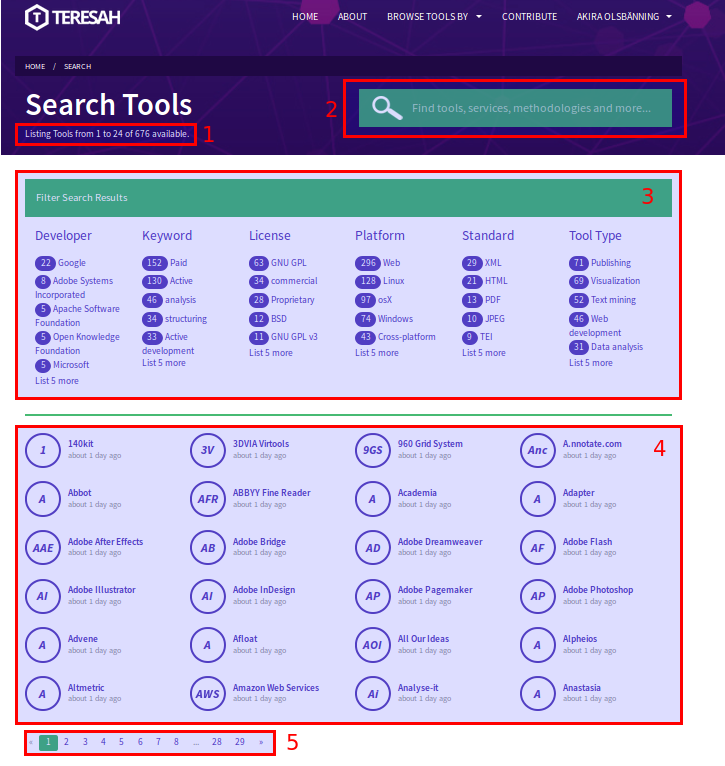 TERESAH
HOME ABOUT BROWSE TOOLS BY CONTRIBUTE AKIRA OLSBÄNNING
HOME / SEARCH
Search Tools
2 Find tools, services, methodologies and more...
Listing Tools from 1 to 24 of 676 available. 1
Filter Search Results 3
Developer
22 Google
8 Adobe Systems
Incorporated
5 Apache Software
Foundation
5 Open Knowledge
Foundation
5 Microsoft
List 5 more
Keyword
152 Paid
130 Active
46 analysis
34 structuring
33 Active
development
List 5 more
License
63 GNU GPL
34 commercial
28 Proprietary
12 BSD
11 GNU GPL v3
List 5 more
Platform
296 Web
128 Linux
97 osX
74 Windows
43 Cross-platform
List 5 more
Standard
29 XML
21 HTML
13 PDF
10 JPEG
9 TEI
List 5 more
Tool Type
71 Publishing
69 Visualization
52 Text mining
46 Web
development
31 Data analysis
List 5 more
4
1 140kit
about 1 day ago
3V 3DVIA Virtools
about 1 day ago
9GS 960 Grid System
about 1 day ago
Anc A.nnotate.com
about 1 day ago
A Abbot
about 1 day ago
AFR ABBYY Fine Reader
about 1 day ago
A Academia
about 1 day ago
A Adapter
about 1 day ago
AAE Adobe After Effects
about 1 day ago
AB Adobe Bridge
about 1 day ago
AD Adobe Dreamweaver
about 1 day ago
AF Adobe Flash
about 1 day ago
AI Adobe Illustrator
about 1 day ago
AI Adobe InDesign
about 1 day ago
AP Adobe Pagemaker
about 1 day ago
AP Adobe Photoshop
about 1 day ago
A Advene
about 1 day ago
A Afloat
about 1 day ago
AOI All Our Ideas
about 1 day ago
A Alpheios
about 1 day ago
A Altmetric
about 1 day ago
AWS Amazon Web Services
about 1 day ago
Ai Analyse-it
about 1 day ago
A Anastasia
about 1 day ago
« 1 2 3 4 5 6 7 8 ... 28 29 » 5